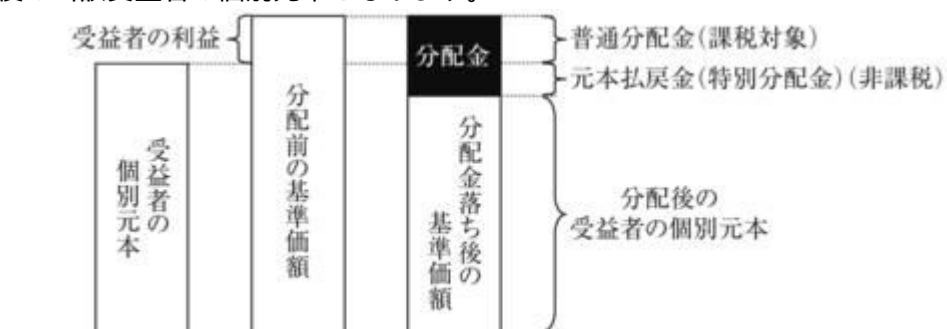 受益者の利益
普通分配金(課税対象)
分配金
元本払戻金(特別分配金)(非課税)
受益者の
個別元本
分配前の基準価額
分配金落ち後の
基準価額
分配後の
受益者の個別元本